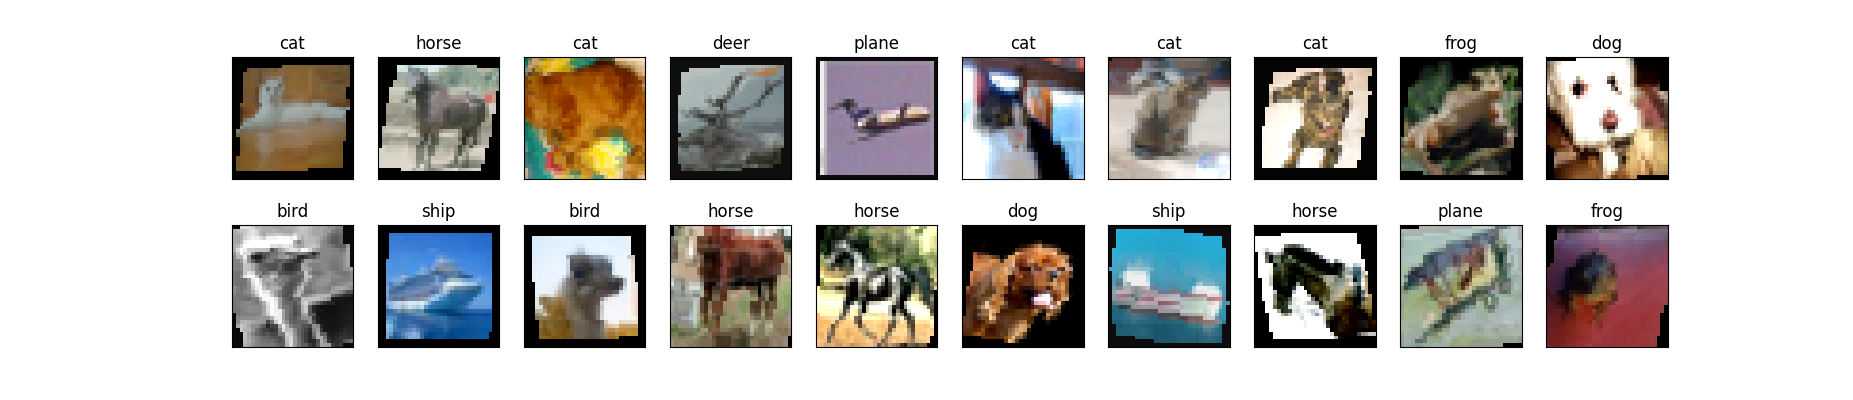 cat horse cat deer plane cat cat cat frog dog
bird ship bird horse horse dog ship horse plane frog